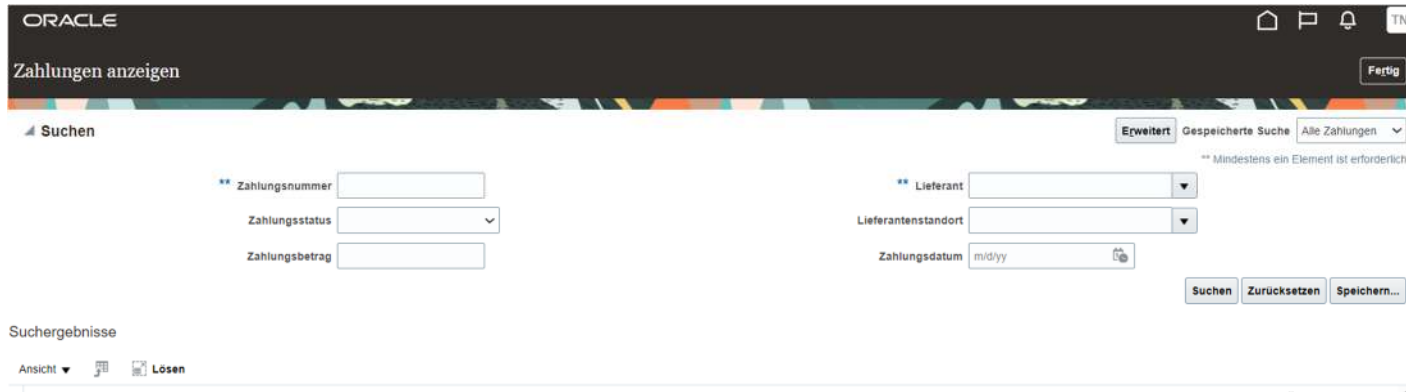 ORACLE
TN
Zahlungen anzeigen
Fertig
Suchen
Erweitert Gespeicherte Suche Alle Zahlungen
** Mindestens ein Element ist erforderlich
** Zahlungsnummer
** Lieferant
Zahlungsstatus
Lieferantenstandort
Zahlungsbetrag
Zahlungsdatum m/d/yy
Suchen Zurücksetzen Speichern...
Suchergebnisse
Ansicht Lösen